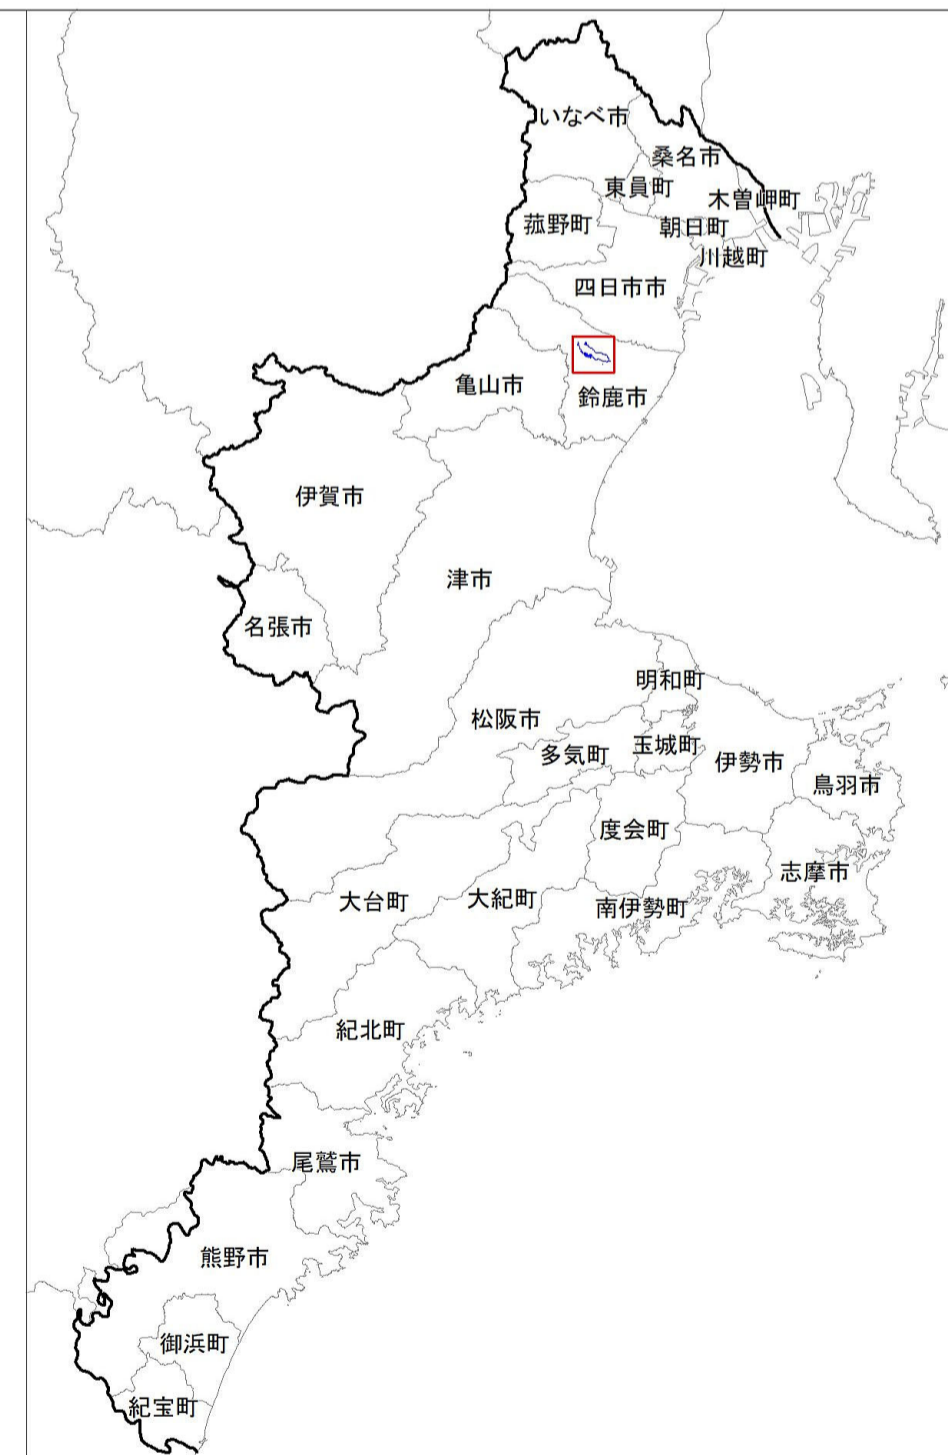 いなべ市
桑名市
東員町
木曽岬町
菰野町
朝日町
川越町
四日市市
亀山市
鈴鹿市
伊賀市
津市
名張市
明和町
松阪市
多気町
玉城町
伊勢市
鳥羽市
度会町
志摩市
大台町
大紀町
南伊勢町
紀北町
尾鷲市
熊野市
御浜町
紀宝町